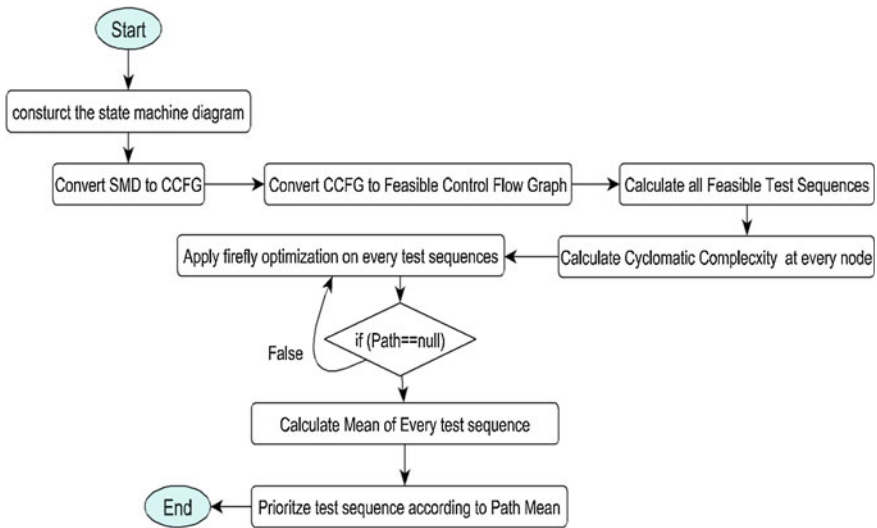 Start
consturct the state machine diagram
Convert SMD to CCFG
Convert CCFG to Feasible Control Flow Graph
Calculate all Feasible Test Sequences
Calculate Cyclomatic Complecxity at every node
Apply firefly optimization on every test sequences
if (Path==null)
False
Calculate Mean of Every test sequence
Prioritze test sequence according to Path Mean
End